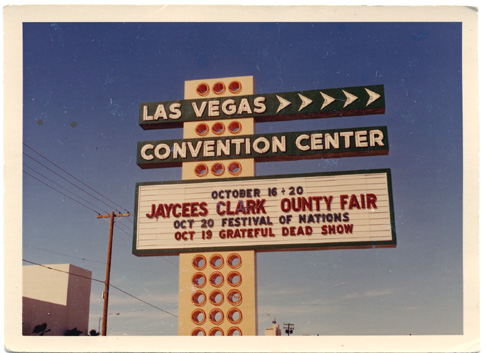 LAS VEGAS
CONVENTION CENTER
OCTOBER 16 + 20
JAYCEES CLARK OUNTY FAIR
OCT 20 FESTIVAL OF NATIONS
OCT 19 GRATEFUL DEAD SHOW